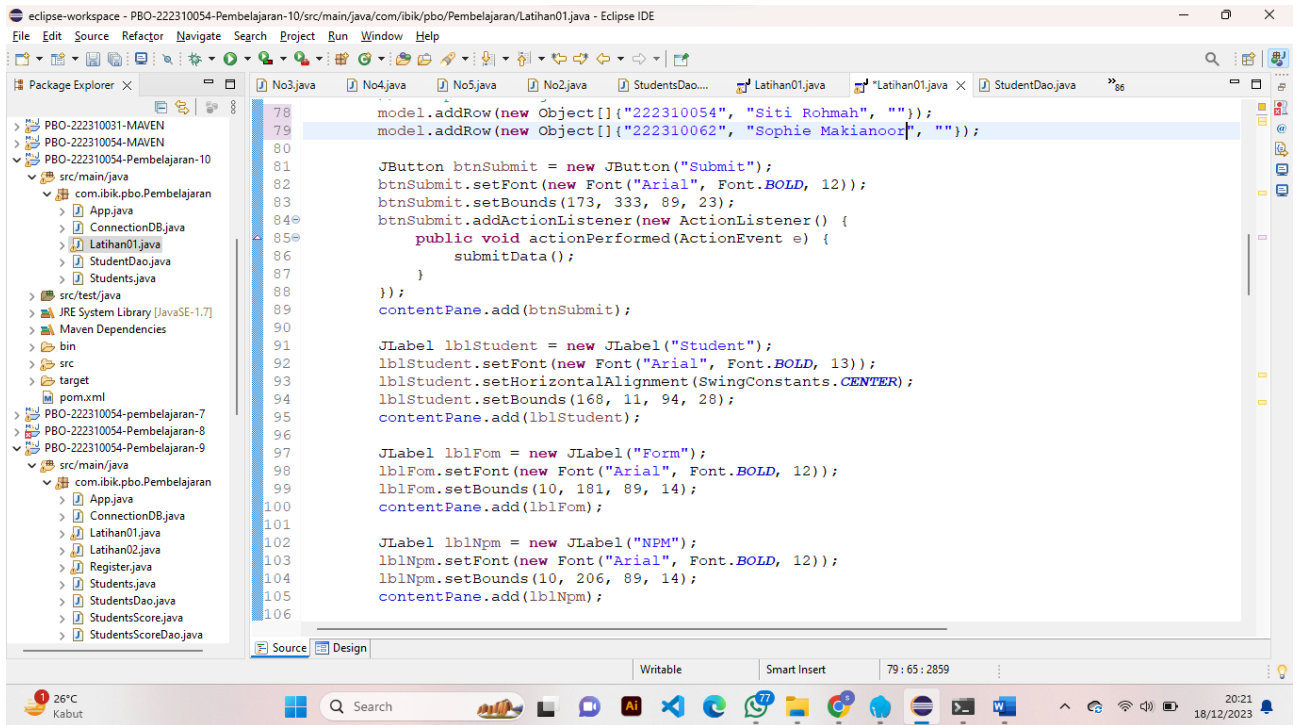 eclipse-workspace - PBO-222310054-Pembelajaran-10/src/main/java/com/ibik/pbo/Pembelajaran/Latihan01.java - Eclipse IDE
File Edit Source Refactor Navigate Search Project Run Window Help
Package Explorer
No3.java No4.java No5.java No2.java StudentsDao.... Latihan01.java *Latihan01.java StudentDao.java »86
PBO-222310031-MAVEN
PBO-222310054-MAVEN
PBO-222310054-Pembelajaran-10
src/main/java
com.ibik.pbo.Pembelajaran
App.java
ConnectionDB.java
Latihan01.java
StudentDao.java
Students.java
src/test/java
JRE System Library [JavaSE-1.7]
Maven Dependencies
bin
src
target
pom.xml
PBO-222310054-pembelajaran-7
PBO-222310054-Pembelajaran-8
PBO-222310054-Pembelajaran-9
src/main/java
com.ibik.pbo.Pembelajaran
App.java
ConnectionDB.java
Latihan01.java
Latihan02.java
Register.java
Students.java
StudentsDao.java
StudentsScore.java
StudentsScoreDao.java
78 model.addRow(new Object[]{"222310054", "Siti Rohmah", ""});
79 model.addRow(new Object[]{"222310062", "Sophie Makianoor", ""});
80
81 JButton btnSubmit = new JButton("Submit");
82 btnSubmit.setFont(new Font("Arial", Font.BOLD, 12));
83 btnSubmit.setBounds(173, 333, 89, 23);
84 btnSubmit.addActionListener(new ActionListener() {
85 public void actionPerformed(ActionEvent e) {
86 submitData();
87 }
88 });
89 contentPane.add(btnSubmit);
90
91 JLabel lblStudent = new JLabel("Student");
92 lblStudent.setFont(new Font("Arial", Font.BOLD, 13));
93 lblStudent.setHorizontalAlignment(SwingConstants.CENTER);
94 lblStudent.setBounds(168, 11, 94, 28);
95 contentPane.add(lblStudent);
96
97 JLabel lblFom = new JLabel("Form");
98 lblFom.setFont(new Font("Arial", Font.BOLD, 12));
99 lblFom.setBounds(10, 181, 89, 14);
100 contentPane.add(lblFom);
101
102 JLabel lblNpm = new JLabel("NPM");
103 lblNpm.setFont(new Font("Arial", Font.BOLD, 12));
104 lblNpm.setBounds(10, 206, 89, 14);
105 contentPane.add(lblNpm);
106
Source Design
Writable Smart Insert 79 : 65 : 2859
1
26°C
Kabut
Search
Ai
77
20:21
18/12/2023